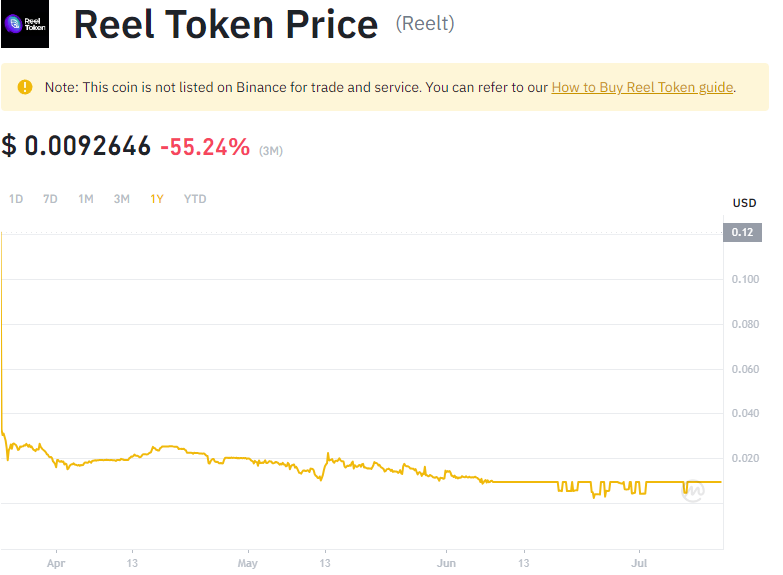 Reel
Token
Reel Token Price (Reelt)
Note: This coin is not listed on Binance for trade and service. You can refer to our How to Buy Reel Token guide.
$ 0.0092646 -55.24% (3M)
1D 7D 1M 3M 1Y YTD
USD
0.12
0.100
0.080
0.060
0.040
0.020
Apr 13 May 13 Jun 13 Jul